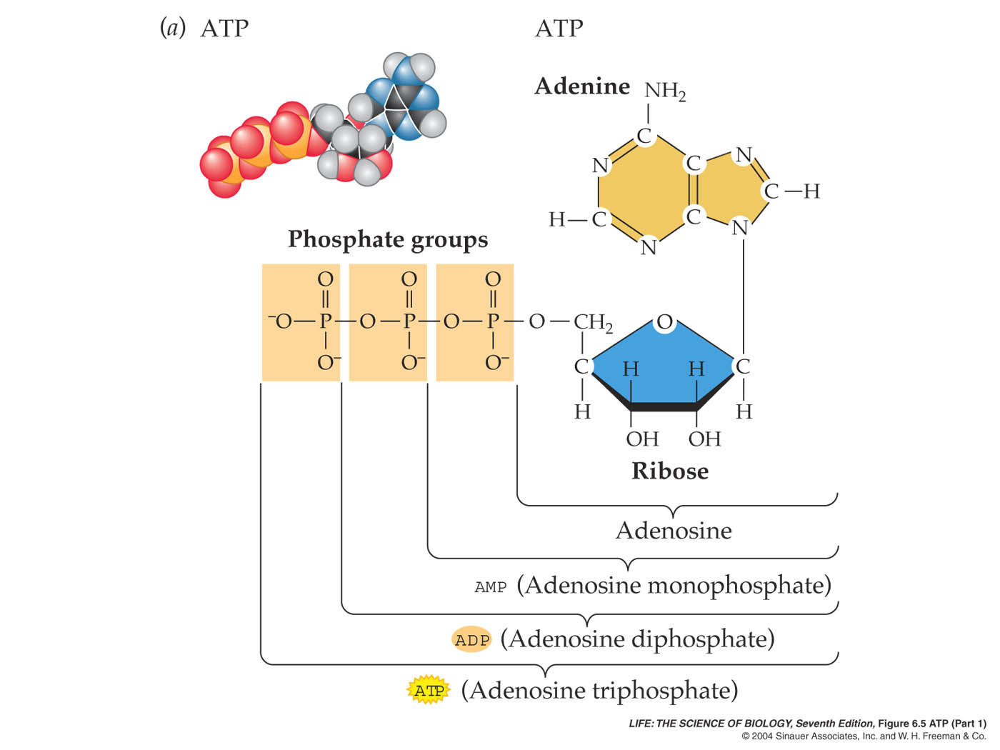 (a) ATP
ATP
Adenine NH2
C
N C N
C—H
H—C C N
N
Phosphate groups
O O O
⁻O—P—O—P—O—P—O—CH2 O
O⁻ O⁻ O⁻
C H H C
H H
OH OH
Ribose
Adenosine
AMP (Adenosine monophosphate)
ADP (Adenosine diphosphate)
ATP (Adenosine triphosphate)
LIFE: THE SCIENCE OF BIOLOGY, Seventh Edition, Figure 6.5 ATP (Part 1)
© 2004 Sinauer Associates, Inc. and W. H. Freeman & Co.